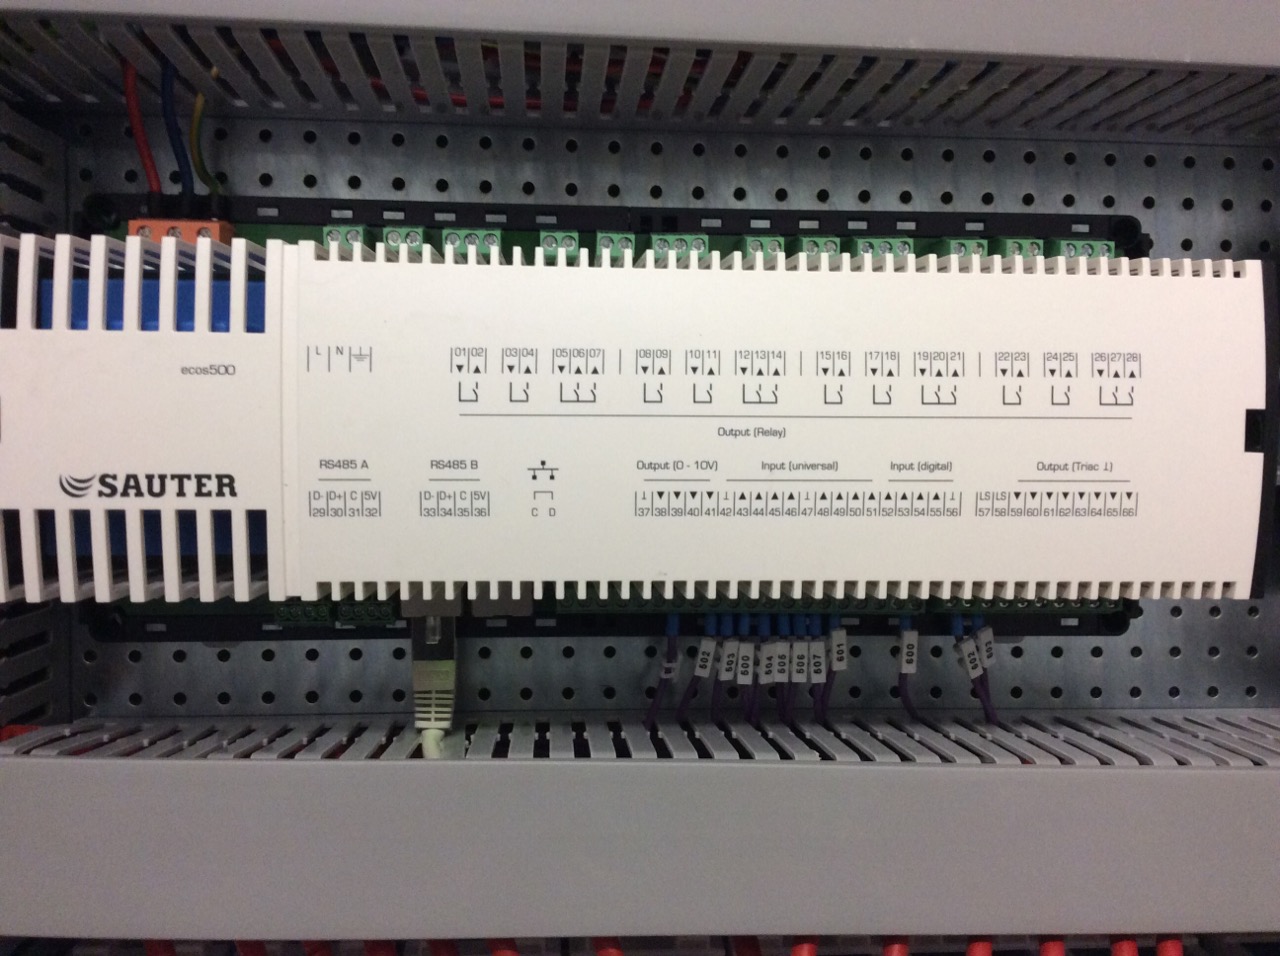 ecos500
SAUTER
L N
01 02 03 04 05 06 07 08 09 10 11 12 13 14 15 16 17 18 19 20 21 22 23 24 25 26 27 28
Output (Relay)
RS485 A RS485 B Output (0 - 10V) Input (universal) Input (digital) Output (Triac ⊥)
D- D+ C 5V D- D+ C 5V ⊥ ⊥ ⊥ ⊥ LS LS
29 30 31 32 33 34 35 36 C D 37 38 39 40 41 42 43 44 45 46 47 48 49 50 51 52 53 54 55 56 57 58 59 60 61 62 63 64 65 66
502 503 500 504 505 506 507 601 600 602 603